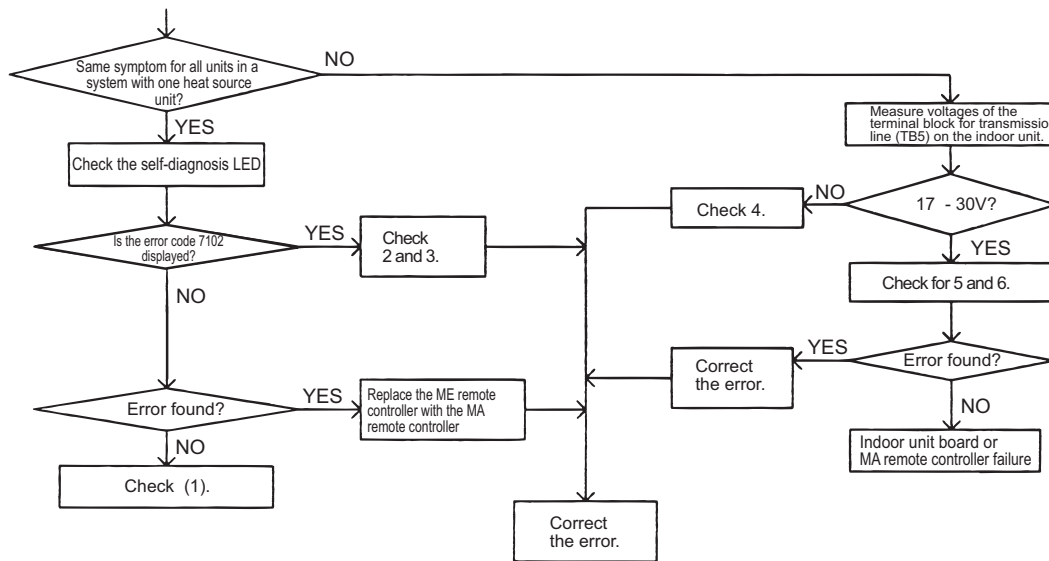 Same symptom for all units in a
system with one heat source
unit?
NO
YES
Measure voltages of the
terminal block for transmission
line (TB5) on the indoor unit.
Check the self-diagnosis LED
17 - 30V?
NO
Check 4.
YES
Is the error code 7102
displayed?
YES
Check
2 and 3.
NO
Check for 5 and 6.
Error found?
YES
Correct
the error.
NO
Indoor unit board or
MA remote controller failure
Error found?
YES
Replace the ME remote
controller with the MA
remote controller
NO
Check (1).
Correct
the error.